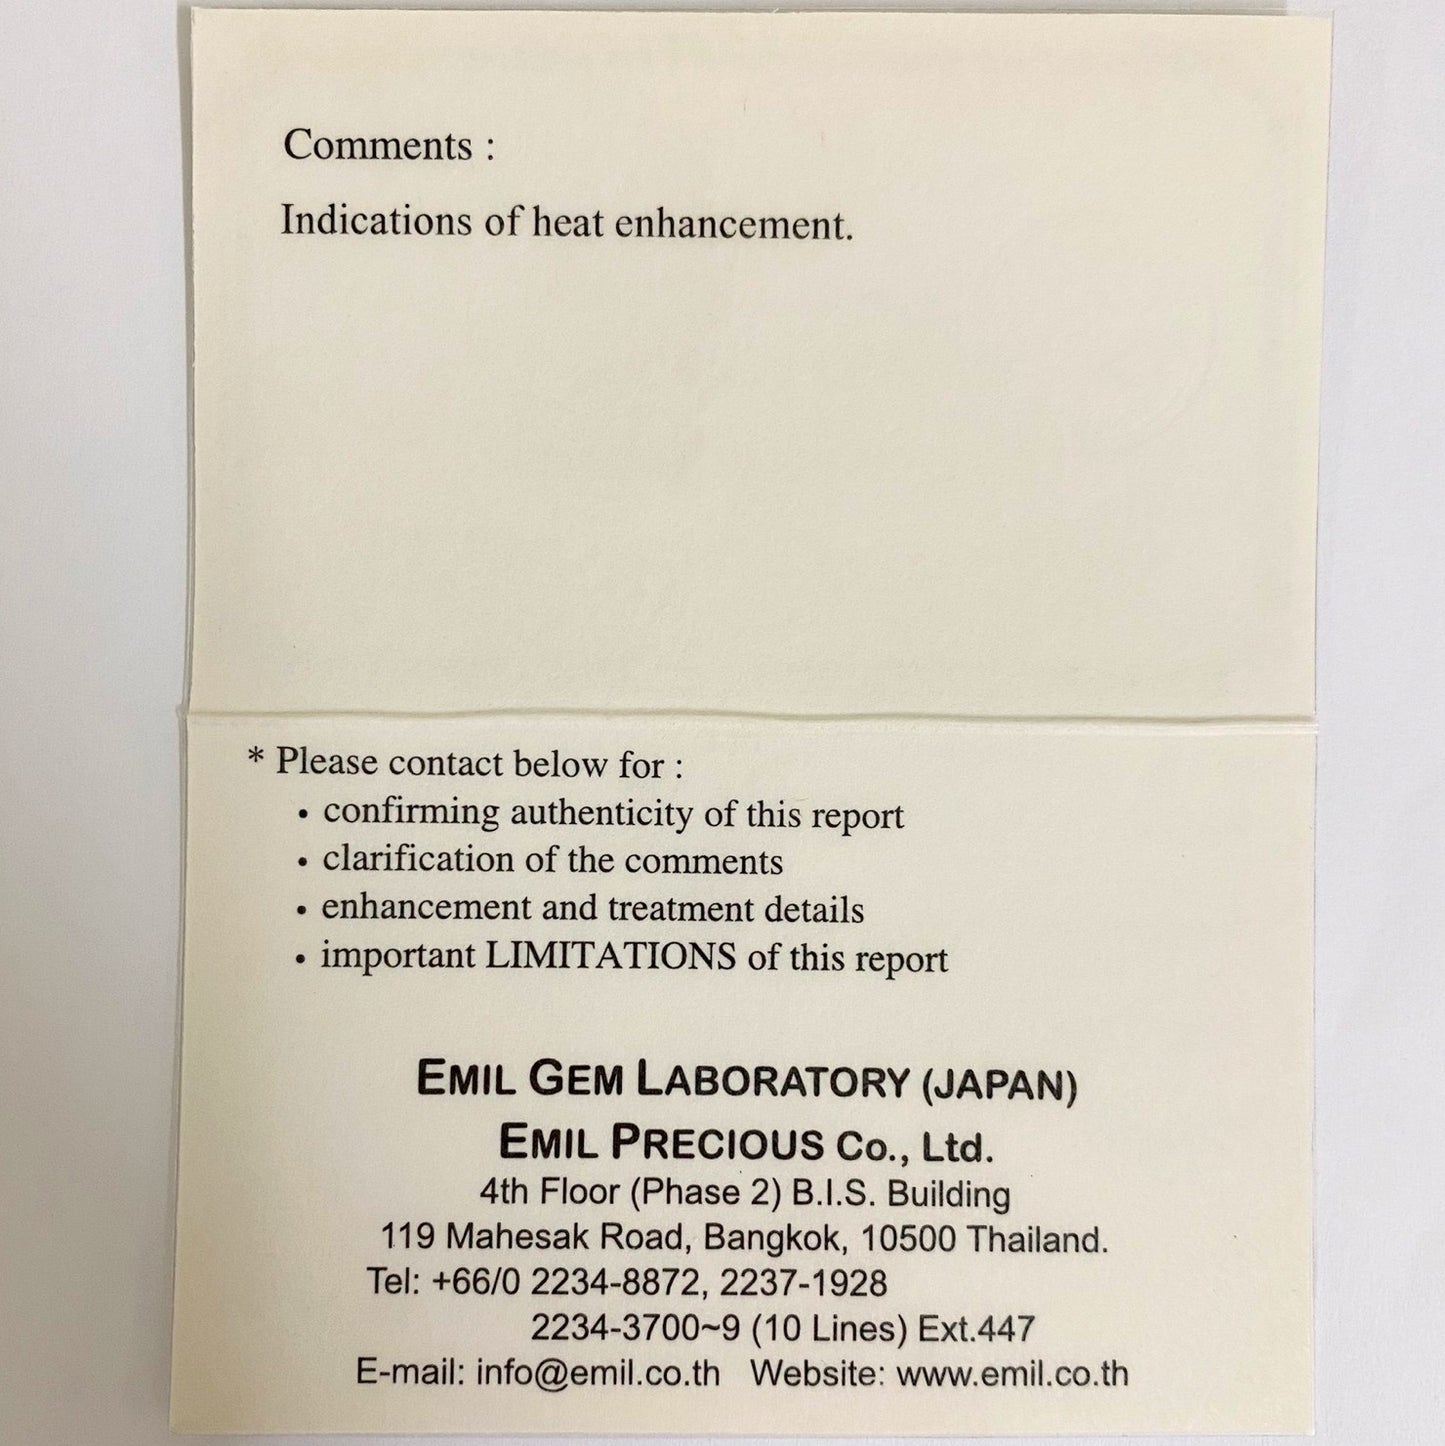 Comments :
Indications of heat enhancement.
* Please contact below for :
• confirming authenticity of this report
• clarification of the comments
• enhancement and treatment details
• important LIMITATIONS of this report
EMIL GEM LABORATORY (JAPAN)
EMIL PRECIOUS Co., Ltd.
4th Floor (Phase 2) B.I.S. Building
119 Mahesak Road, Bangkok, 10500 Thailand.
Tel: +66/0 2234-8872, 2237-1928
2234-3700~9 (10 Lines) Ext.447
E-mail: info@emil.co.th Website: www.emil.co.th